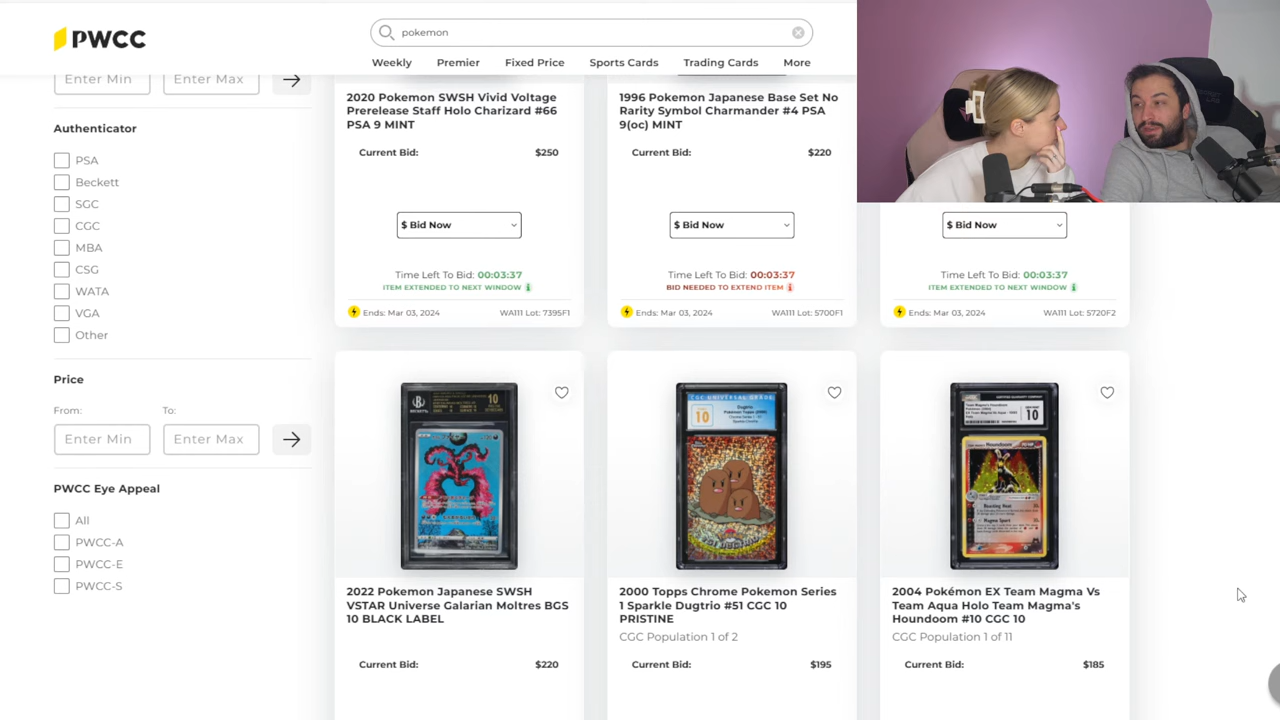 PWCC
pokemon
Weekly
Premier
Fixed Price
Sports Cards
Trading Cards
More
Enter Min
Enter Max
Authenticator
PSA
Beckett
SGC
CGC
MBA
CSG
WATA
VGA
Other
Price
From:
To:
Enter Min
Enter Max
PWCC Eye Appeal
All
PWCC-A
PWCC-E
PWCC-S
2020 Pokemon SWSH Vivid Voltage
Prerelease Staff Holo Charizard #66
PSA 9 MINT
Current Bid: $250
$ Bid Now
Time Left To Bid: 00:03:37
ITEM EXTENDED TO NEXT WINDOW
Ends: Mar 03, 2024
WA111 Lot: 7395F1
1996 Pokemon Japanese Base Set No
Rarity Symbol Charmander #4 PSA
9(oc) MINT
Current Bid: $220
$ Bid Now
Time Left To Bid: 00:03:37
BID NEEDED TO EXTEND ITEM
Ends: Mar 03, 2024
WA111 Lot: 5700F1
$ Bid Now
Time Left To Bid: 00:03:37
ITEM EXTENDED TO NEXT WINDOW
Ends: Mar 03, 2024
WA111 Lot: 5720F2
10
2022 Pokemon Japanese SWSH
VSTAR Universe Galarian Moltres BGS
10 BLACK LABEL
Current Bid: $220
CGC UNIVERSAL GRADE
10
Dugtrio
2000 Topps Chrome Pokemon Series
1 Sparkle Dugtrio #51 CGC 10
PRISTINE
CGC Population 1 of 2
Current Bid: $195
10
Houndoom
2004 Pokémon EX Team Magma Vs
Team Aqua Holo Team Magma's
Houndoom #10 CGC 10
CGC Population 1 of 11
Current Bid: $185